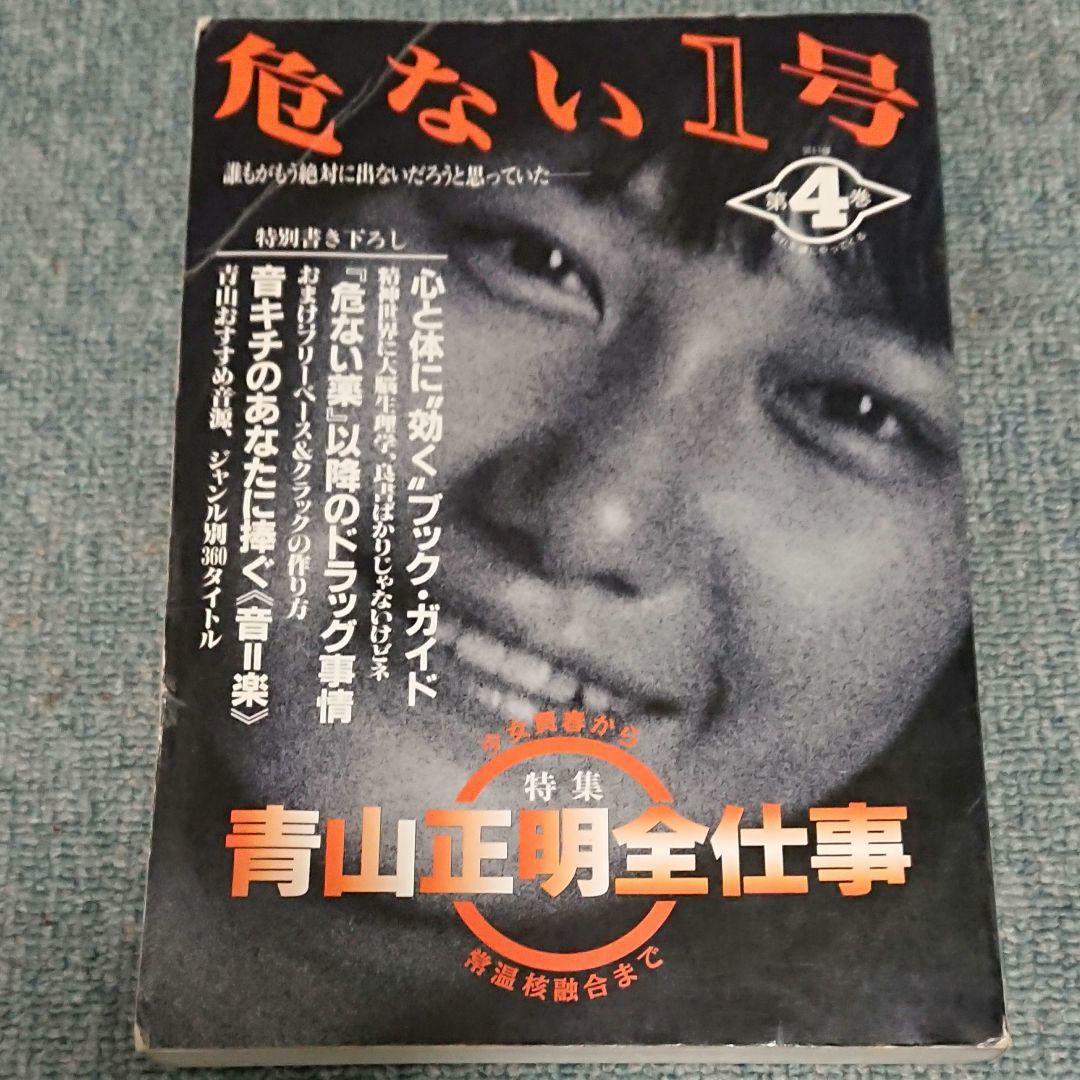 危ない1号
誰もがもう絶対に出ないだろうと思っていた――
第4巻
特別書き下ろし
心と体に〝効く〟ブック・ガイド
精神世界に大脳生理学、良書ばかりじゃないけどネ
『危ない薬』以降のドラッグ事情
おまけフリーベース&クラックの作り方
音キチのあなたに捧ぐ《音=楽》
青山おすすめ音源、ジャンル別360タイトル
少女買春から
特集
青山正明全仕事
常温核融合まで